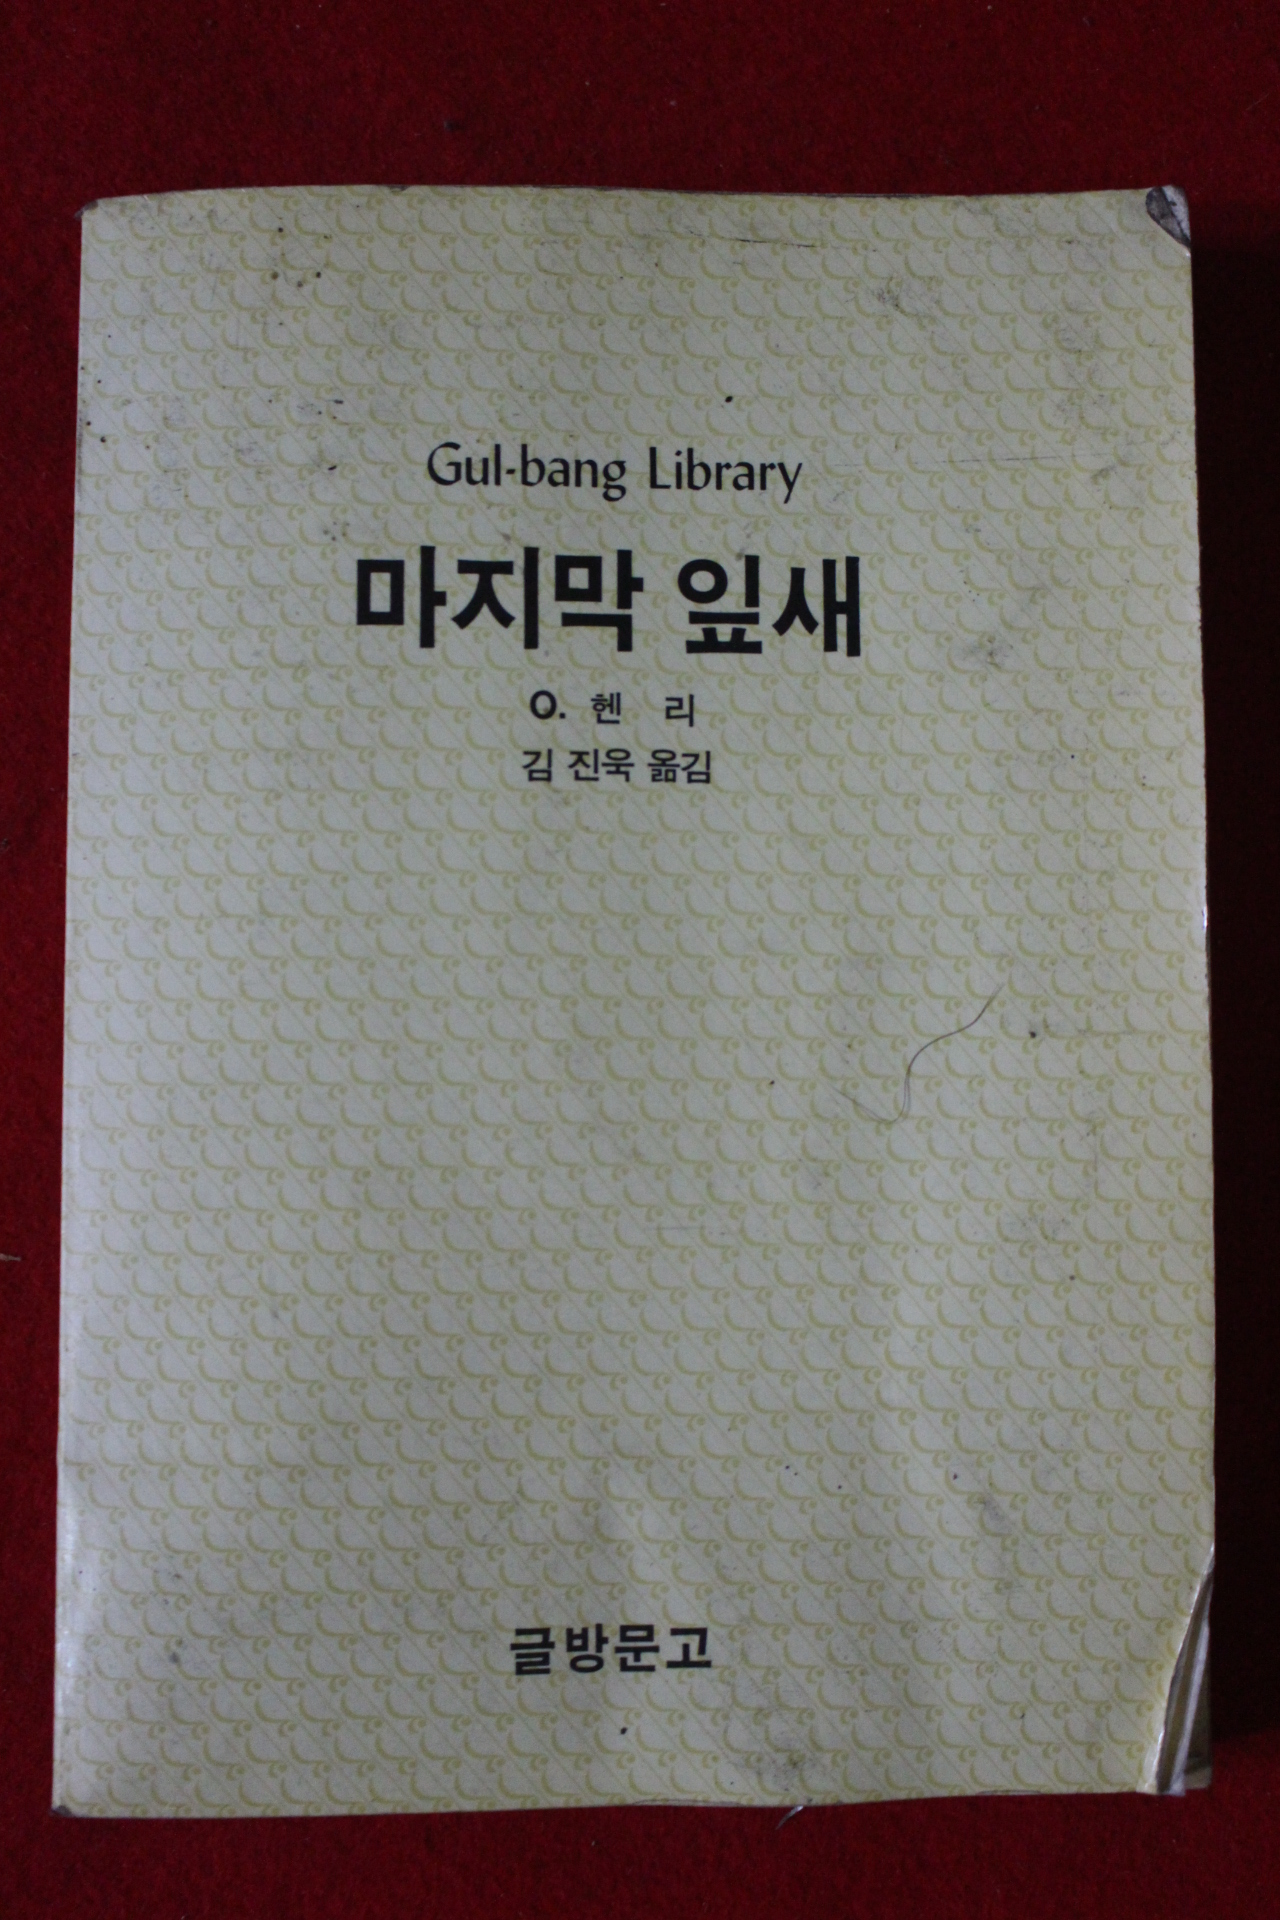 Gul-bang Library
마지막 잎새
O. 헨 리
김 진욱 옮김
글방문고